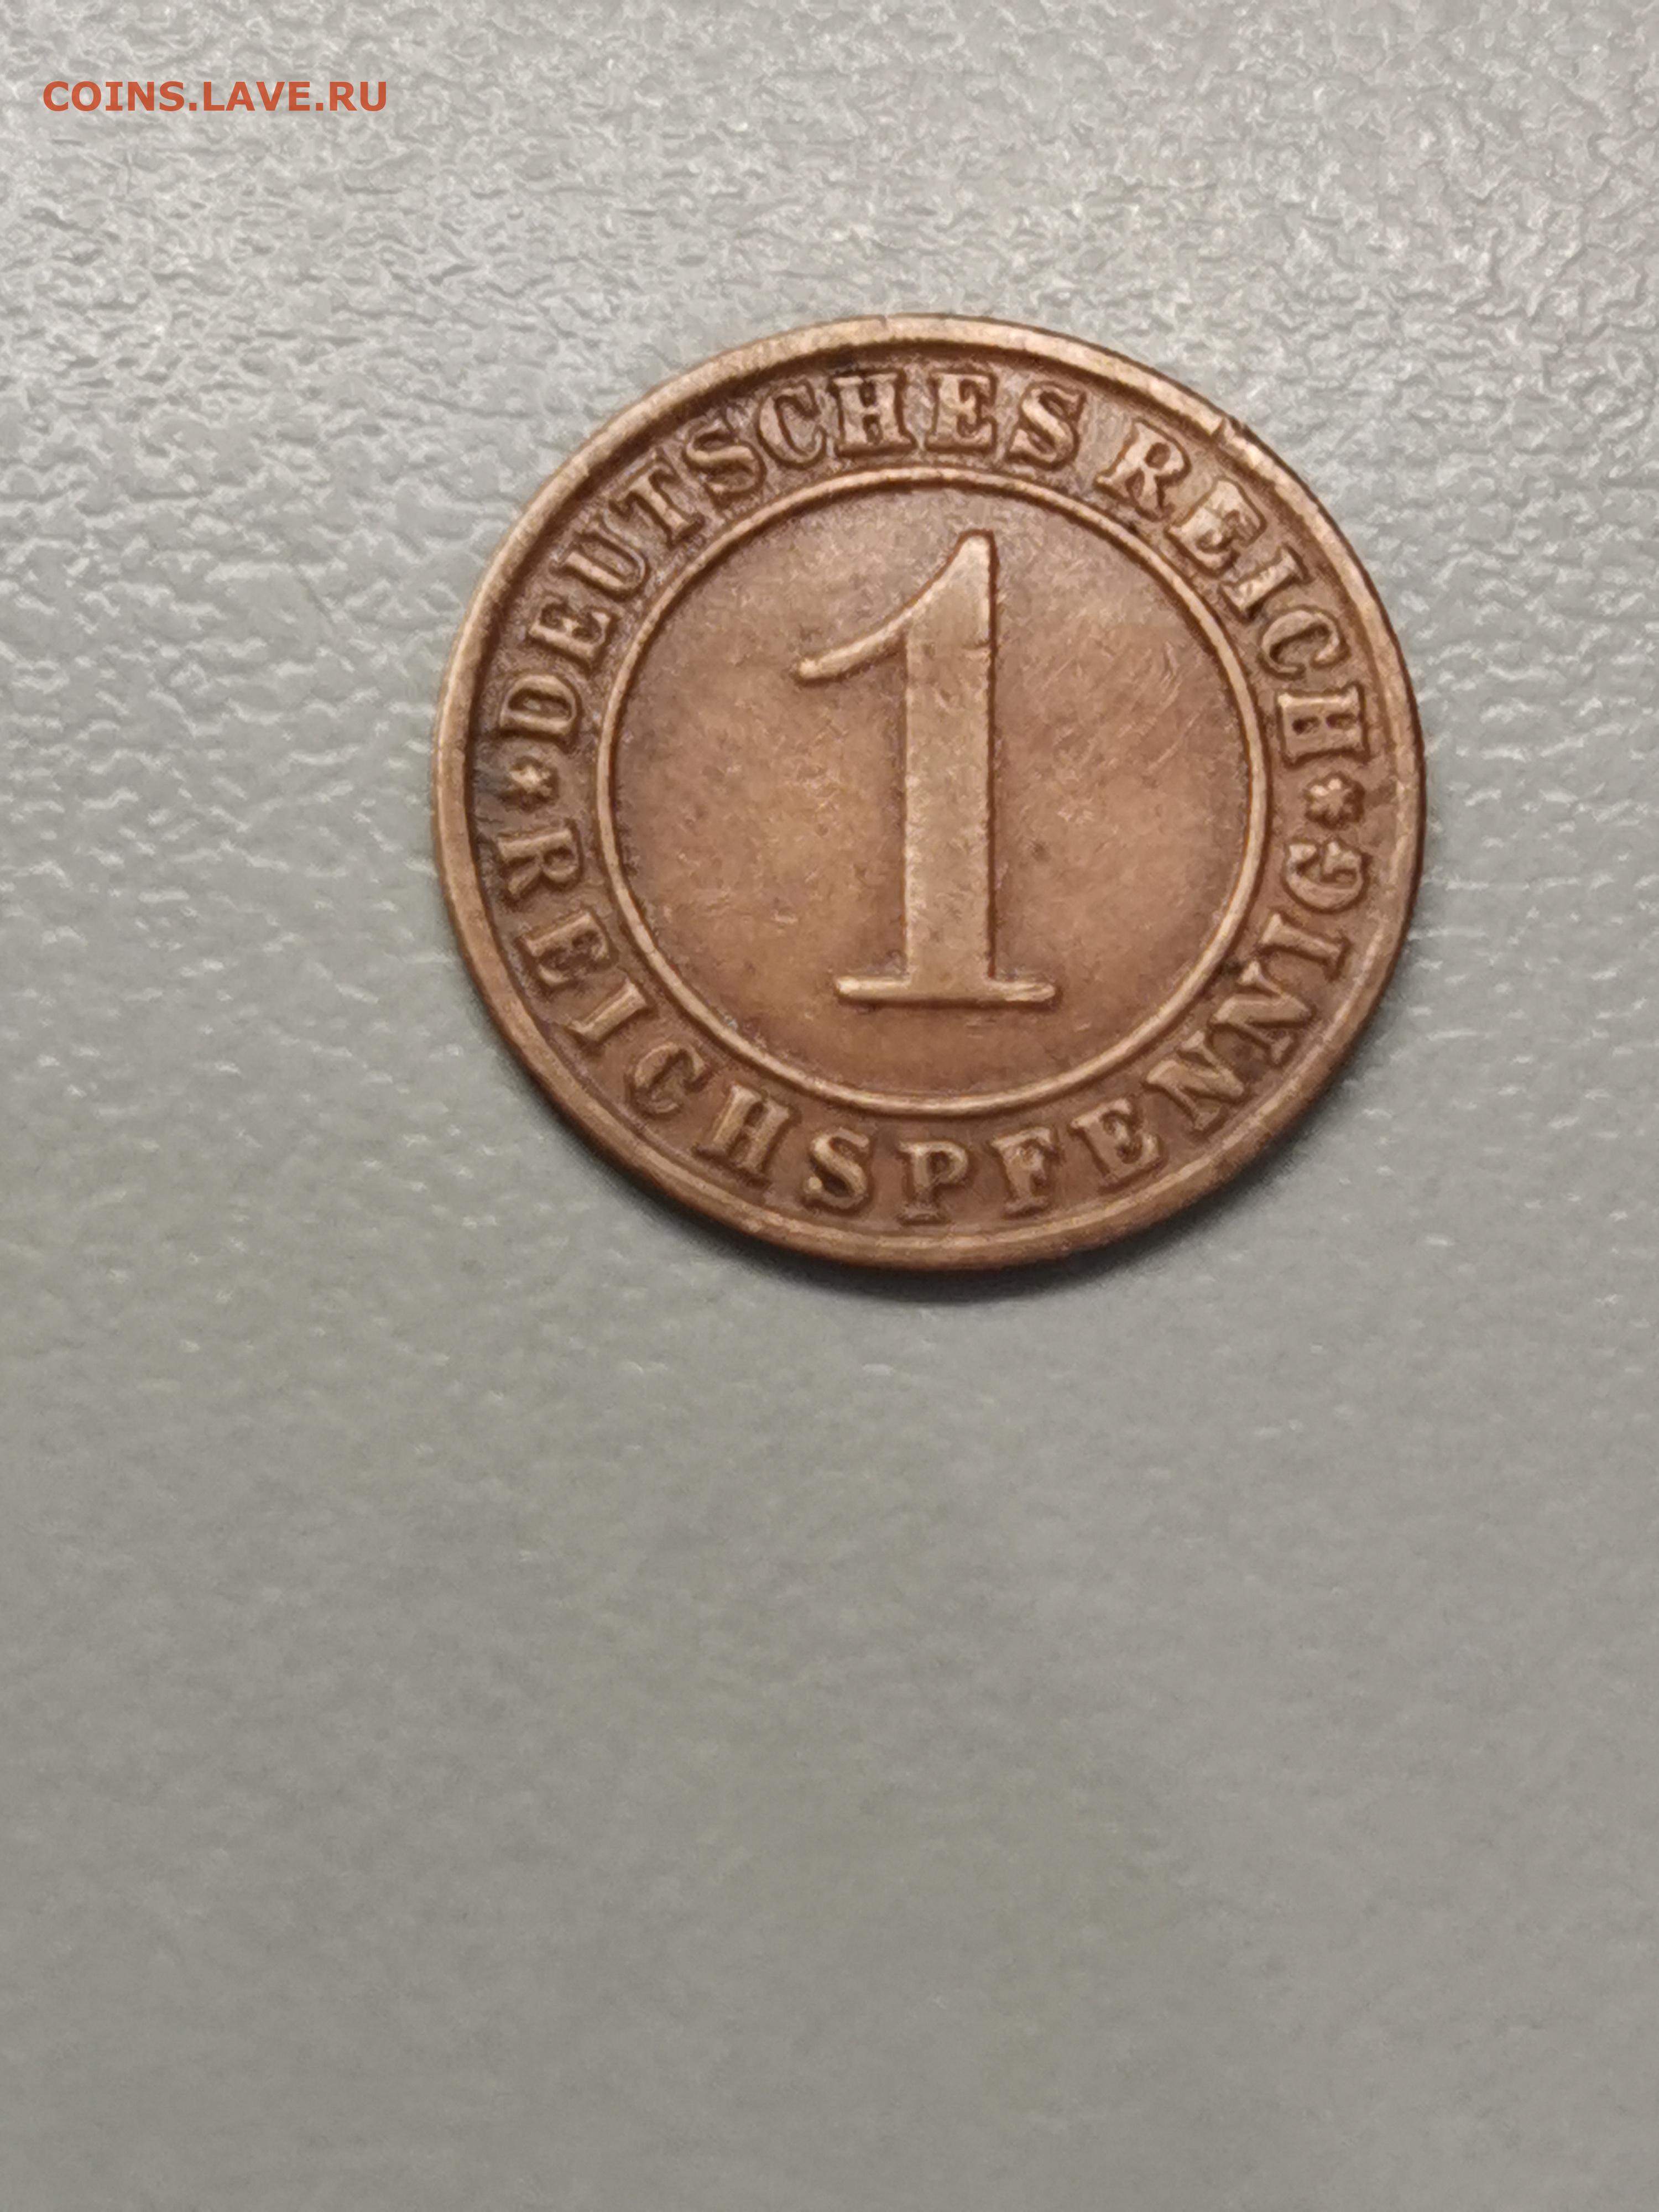 COINS.LAVE.RU
DEUTSCHES REICH
1
REICHSPFENNIG